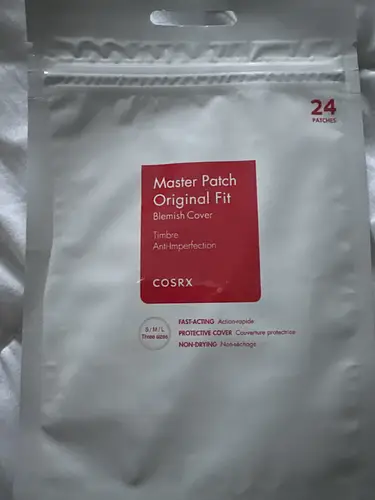 24
PATCHES
Master Patch
Original Fit
Blemish Cover
Timbre
Anti-Imperfection
COSRX
S/M/L
Three sizes
FAST-ACTING Action-rapide
PROTECTIVE COVER Couverture protectrice
NON-DRYING Non-séchage